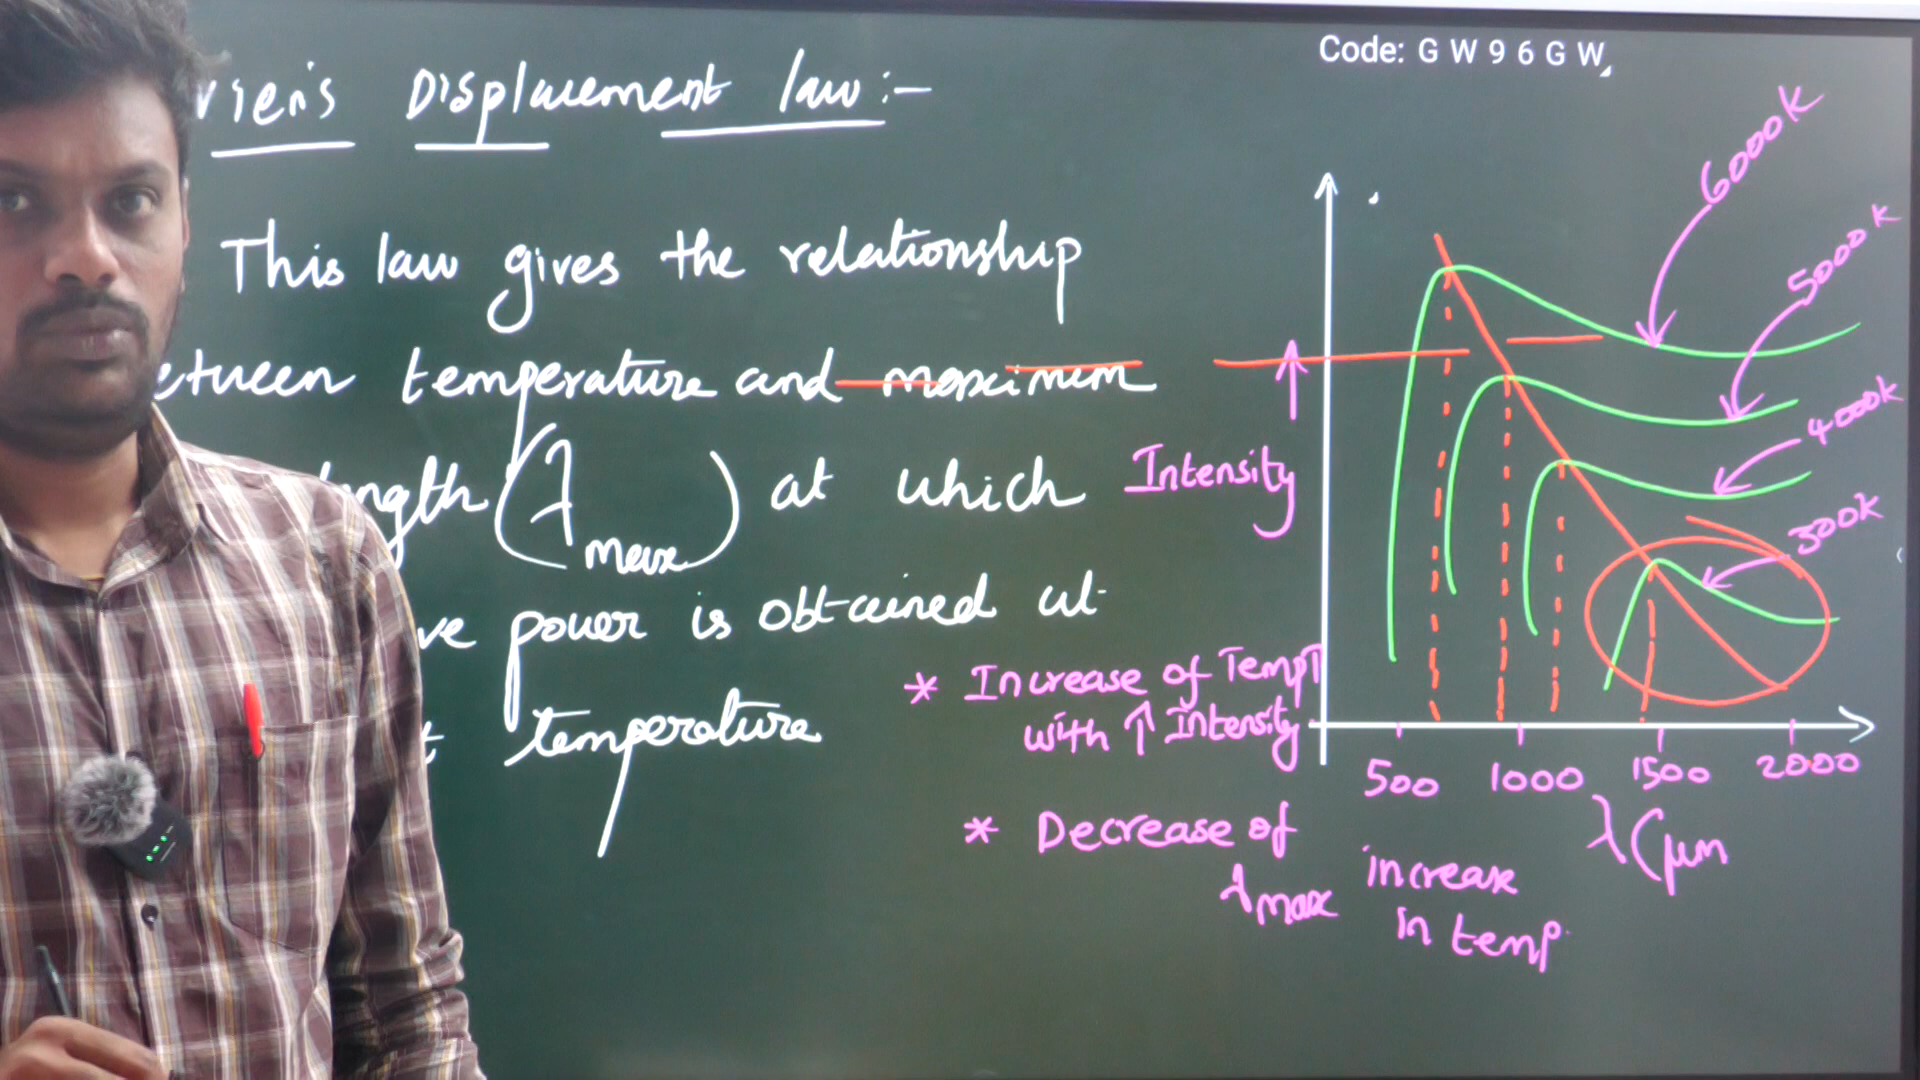 Code: G W 9 6 G W
Displacement law :-
This law gives the relationship
temperature and maximum
(λmax) at which
power is obtained at
temperature
Intensity
6000K
5000K
4000K
300K
* Increase of Temp↑
with ↑ Intensity
500 1000 1500 2000
λ(μm
* Decrease of
λmax increase
in temp.